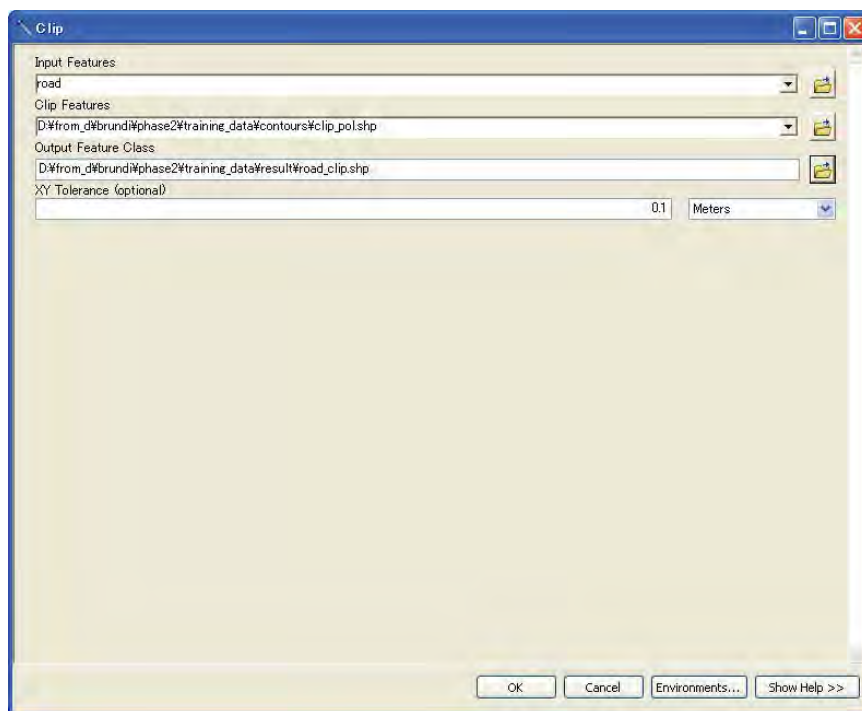 Clip
Input Features
road
Clip Features
D:¥from_d¥brundi¥phase2¥training_data¥contours¥clip_pol.shp
Output Feature Class
D:¥from_d¥brundi¥phase2¥training_data¥result¥road_clip.shp
XY Tolerance (optional)
0.1 Meters
OK Cancel Environments... Show Help >>